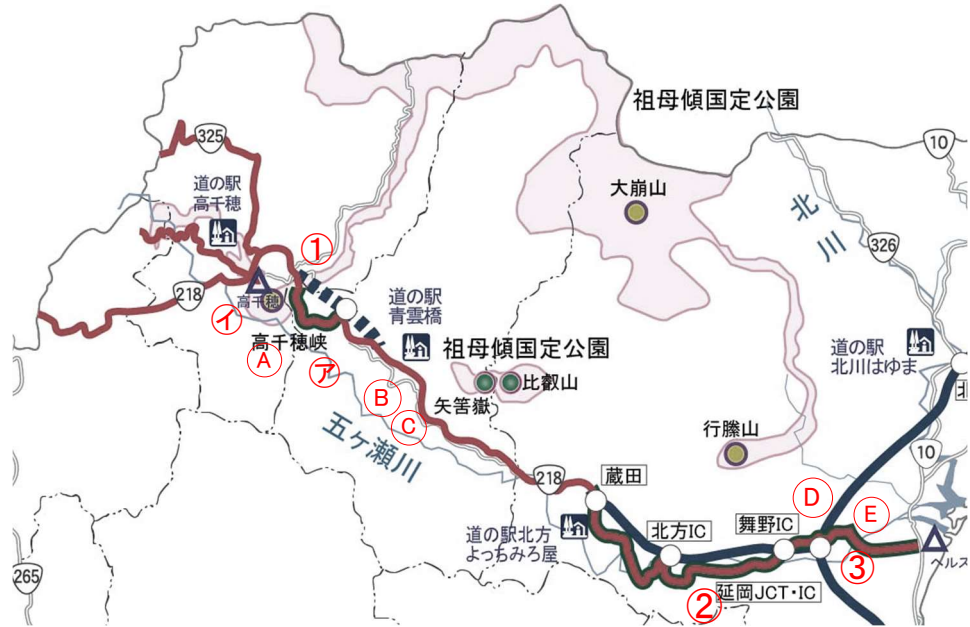 祖母傾国定公園
10
325
道の駅
高千穂
大崩山
北川
326
①
218
高千穂
イ
高千穂峡
A
ア
道の駅
青雲橋
祖母傾国定公園
比叡山
矢筈嶽
B
C
五ヶ瀬川
道の駅
北川はゆま
北
行縢山
10
218
蔵田
道の駅北方
よっちみろ屋
北方IC
舞野IC
D
E
ヘルス
265
②
延岡JCT・IC
③